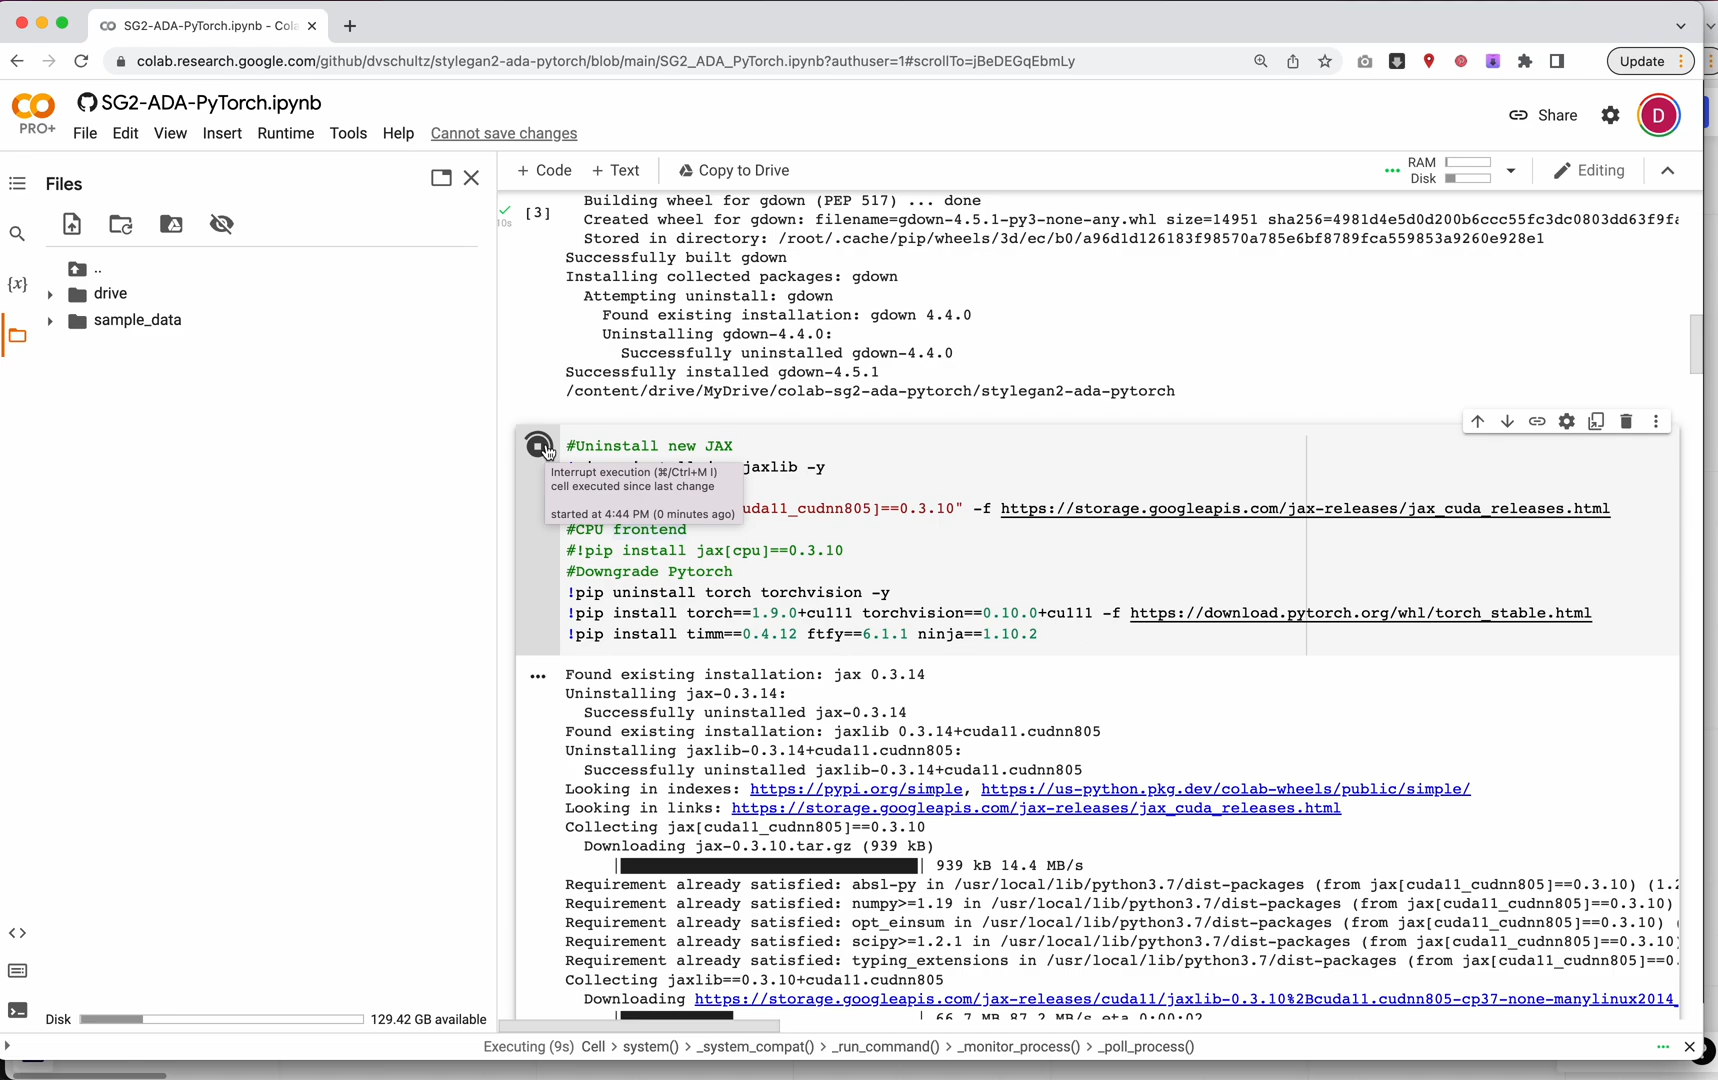 SG2-ADA-PyTorch.ipynb - Cola
colab.research.google.com/github/dvschultz/stylegan2-ada-pytorch/blob/main/SG2_ADA_PyTorch.ipynb?authuser=1#scrollTo=jBeDEGqEbmLy
Update
PRO+
SG2-ADA-PyTorch.ipynb
File Edit View Insert Runtime Tools Help Cannot save changes
Share
D
Files
+ Code + Text Copy to Drive
RAM
Disk
Editing
..
drive
sample_data
{x}
10s
[3]
Building wheel for gdown (PEP 517) ... done
Created wheel for gdown: filename=gdown-4.5.1-py3-none-any.whl size=14951 sha256=4981d4e5d0d200b6ccc55fc3dc0803dd63f9fa
Stored in directory: /root/.cache/pip/wheels/3d/ec/b0/a96d1d126183f98570a785e6bf8789fca559853a9260e928e1
Successfully built gdown
Installing collected packages: gdown
Attempting uninstall: gdown
Found existing installation: gdown 4.4.0
Uninstalling gdown-4.4.0:
Successfully uninstalled gdown-4.4.0
Successfully installed gdown-4.5.1
/content/drive/MyDrive/colab-sg2-ada-pytorch/stylegan2-ada-pytorch
#Uninstall new JAX
jaxlib -y
Interrupt execution (⌘/Ctrl+M I)
cell executed since last change
started at 4:44 PM (0 minutes ago)
uda11_cudnn805]==0.3.10" -f https://storage.googleapis.com/jax-releases/jax_cuda_releases.html
#CPU frontend
#!pip install jax[cpu]==0.3.10
#Downgrade Pytorch
!pip uninstall torch torchvision -y
!pip install torch==1.9.0+cu111 torchvision==0.10.0+cu111 -f https://download.pytorch.org/whl/torch_stable.html
!pip install timm==0.4.12 ftfy==6.1.1 ninja==1.10.2
Found existing installation: jax 0.3.14
Uninstalling jax-0.3.14:
Successfully uninstalled jax-0.3.14
Found existing installation: jaxlib 0.3.14+cuda11.cudnn805
Uninstalling jaxlib-0.3.14+cuda11.cudnn805:
Successfully uninstalled jaxlib-0.3.14+cuda11.cudnn805
Looking in indexes: https://pypi.org/simple, https://us-python.pkg.dev/colab-wheels/public/simple/
Looking in links: https://storage.googleapis.com/jax-releases/jax_cuda_releases.html
Collecting jax[cuda11_cudnn805]==0.3.10
Downloading jax-0.3.10.tar.gz (939 kB)
939 kB 14.4 MB/s
Requirement already satisfied: absl-py in /usr/local/lib/python3.7/dist-packages (from jax[cuda11_cudnn805]==0.3.10) (1.2
Requirement already satisfied: numpy>=1.19 in /usr/local/lib/python3.7/dist-packages (from jax[cuda11_cudnn805]==0.3.10)
Requirement already satisfied: opt_einsum in /usr/local/lib/python3.7/dist-packages (from jax[cuda11_cudnn805]==0.3.10)
Requirement already satisfied: scipy>=1.2.1 in /usr/local/lib/python3.7/dist-packages (from jax[cuda11_cudnn805]==0.3.10
Requirement already satisfied: typing_extensions in /usr/local/lib/python3.7/dist-packages (from jax[cuda11_cudnn805]==0.
Collecting jaxlib==0.3.10+cuda11.cudnn805
Downloading https://storage.googleapis.com/jax-releases/cuda11/jaxlib-0.3.10%2Bcuda11.cudnn805-cp37-none-manylinux2014_
66.7 MB 87.2 MB/s eta 0:00:02
Disk 129.42 GB available
Executing (9s) Cell > system() > _system_compat() > _run_command() > _monitor_process() > _poll_process()